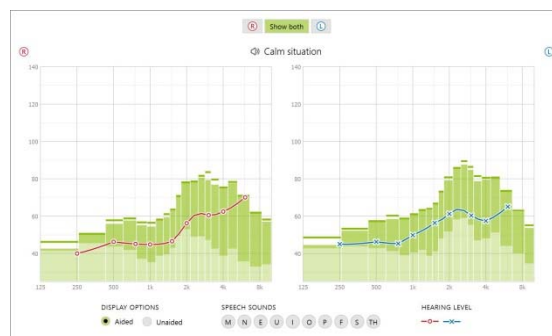 R Show both L
Calm situation
R L
140 140
120 120
100 100
80 80
60 60
40 40
125 250 500 1k 2k 4k 8k 125 250 500 1k 2k 4k 8k
DISPLAY OPTIONS SPEECH SOUNDS HEARING LEVEL
Aided Unaided M N E U I O P F S TH